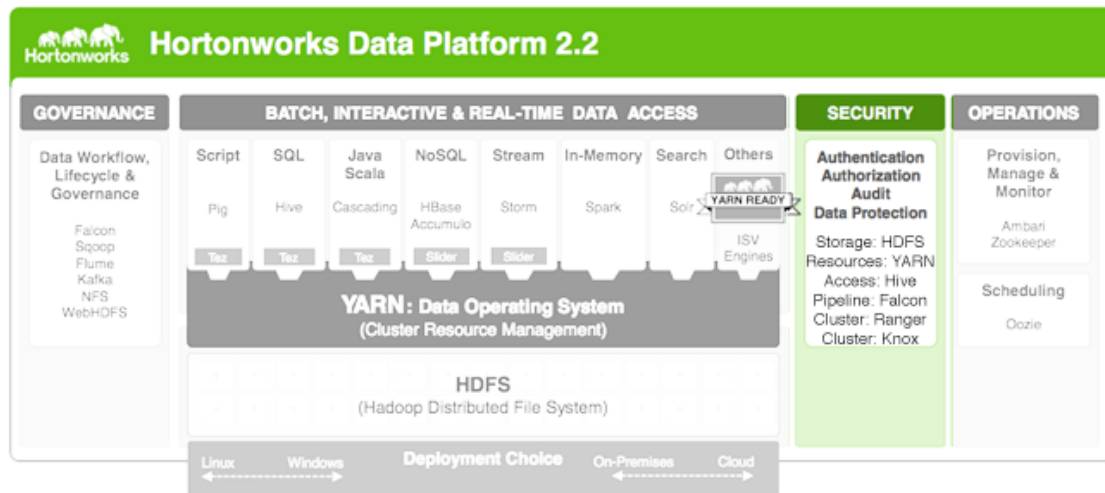 Hortonworks
Hortonworks Data Platform 2.2
GOVERNANCE
Data Workflow,
Lifecycle &
Governance
Falcon
Sqoop
Flume
Kafka
NFS
WebHDFS
BATCH, INTERACTIVE & REAL-TIME DATA ACCESS
Script
Pig
Tez
SQL
Hive
Tez
Java
Scala
Cascading
Tez
NoSQL
HBase
Accumulo
Slider
Stream
Storm
Slider
In-Memory
Spark
Search
Solr
Others
YARN READY
ISV
Engines
YARN : Data Operating System
(Cluster Resource Management)
HDFS
(Hadoop Distributed File System)
Linux Windows Deployment Choice On-Premises Cloud
SECURITY
Authentication
Authorization
Audit
Data Protection
Storage: HDFS
Resources: YARN
Access: Hive
Pipeline: Falcon
Cluster: Ranger
Cluster: Knox
OPERATIONS
Provision,
Manage &
Monitor
Ambari
Zookeeper
Scheduling
Oozie